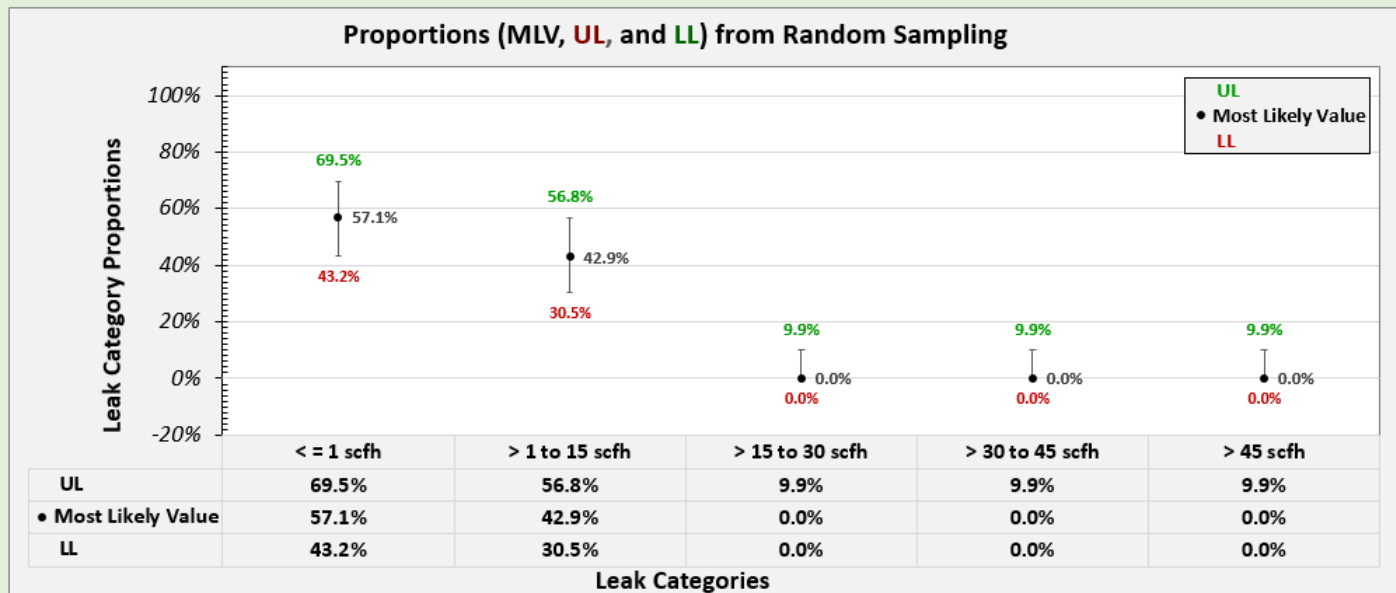 Proportions (MLV, UL, and LL) from Random Sampling
UL
• Most Likely Value
LL
Leak Category Proportions
100%
80%
60%
40%
20%
0%
-20%
69.5%
57.1%
43.2%
56.8%
42.9%
30.5%
9.9%
0.0%
0.0%
9.9%
0.0%
0.0%
9.9%
0.0%
0.0%
< = 1 scfh > 1 to 15 scfh > 15 to 30 scfh > 30 to 45 scfh > 45 scfh
UL 69.5% 56.8% 9.9% 9.9% 9.9%
• Most Likely Value 57.1% 42.9% 0.0% 0.0% 0.0%
LL 43.2% 30.5% 0.0% 0.0% 0.0%
Leak Categories